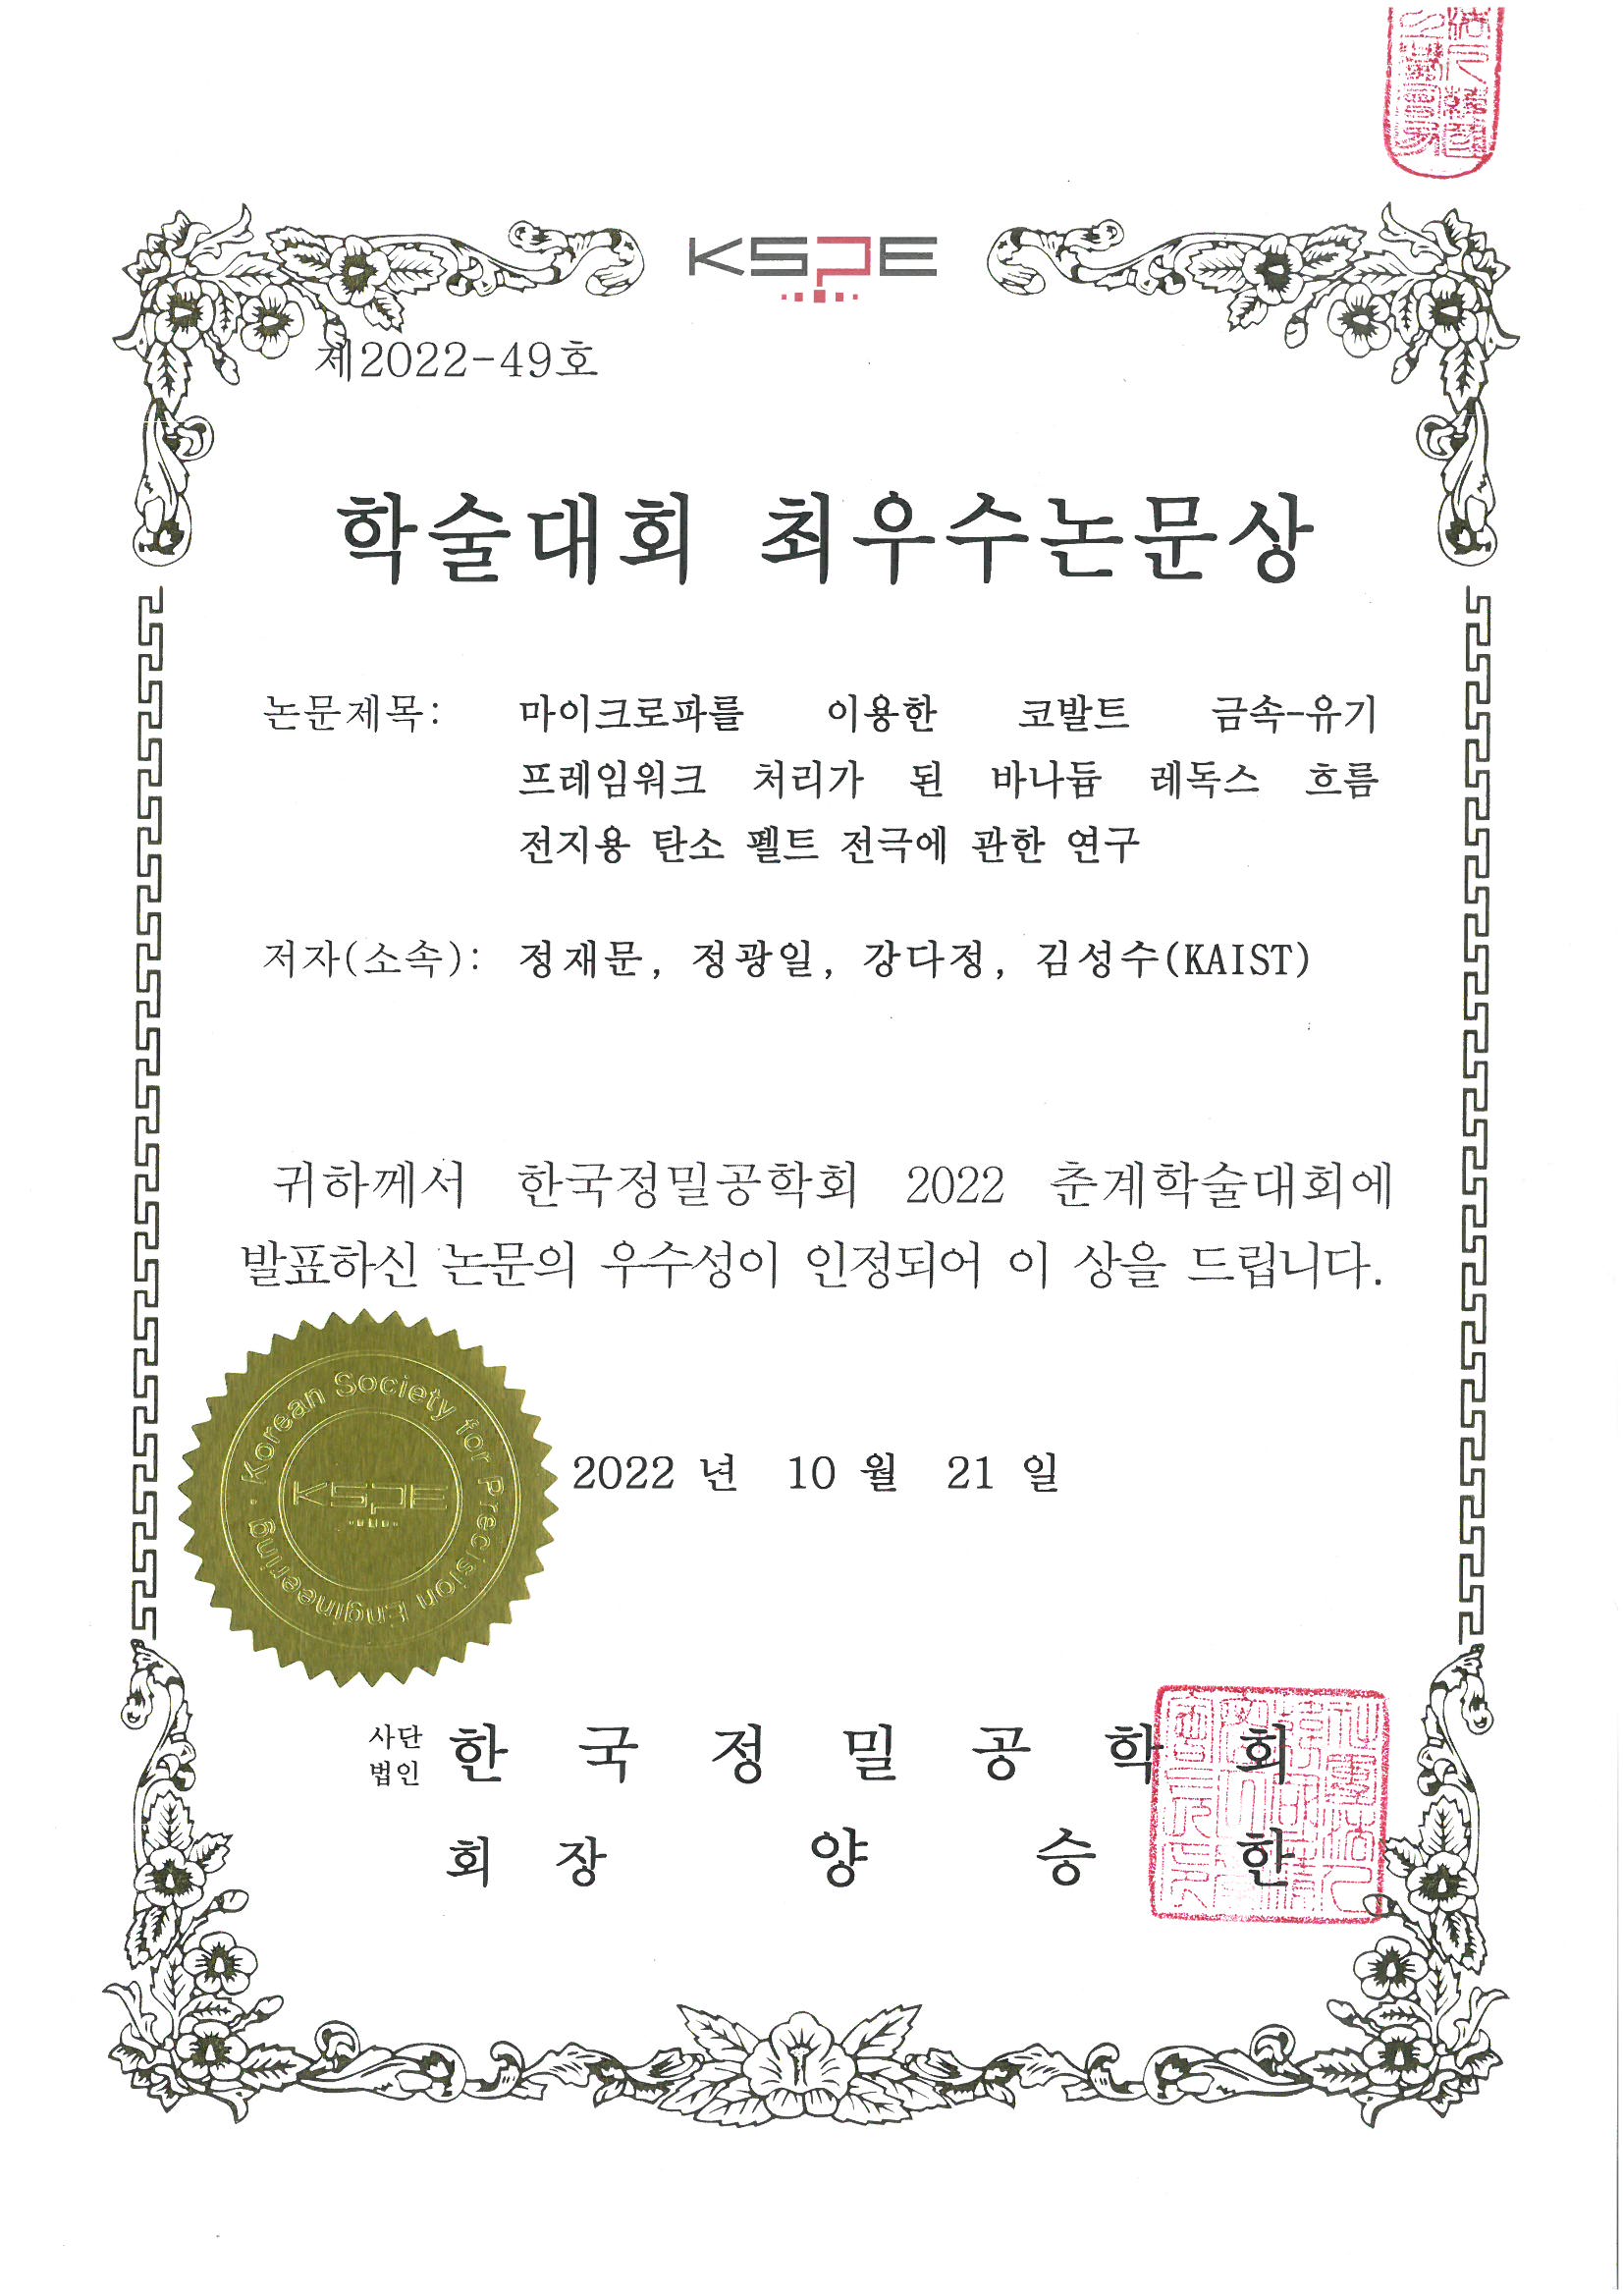 KSPE
제2022-49호
학술대회 최우수논문상
논문제목: 마이크로파를 이용한 코발트 금속-유기
프레임워크 처리가 된 바나듐 레독스 흐름
전지용 탄소 펠트 전극에 관한 연구
저자(소속): 정재문, 정광일, 강다정, 김성수(KAIST)
귀하께서 한국정밀공학회 2022 춘계학술대회에
발표하신 논문의 우수성이 인정되어 이 상을 드립니다.
Korean Society for Precision Engineering
KSPE
2022 년 10 월 21 일
사단
법인 한 국 정 밀 공 학 회
회 장 양 승 한